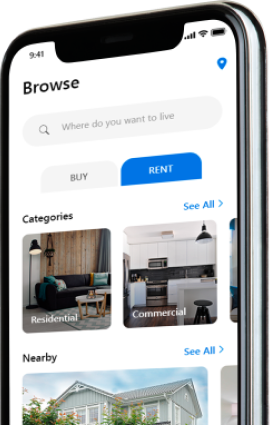 9:41
Browse
Where do you want to live
BUY
RENT
Categories
See All >
Residential
Commercial
Nearby
See All >